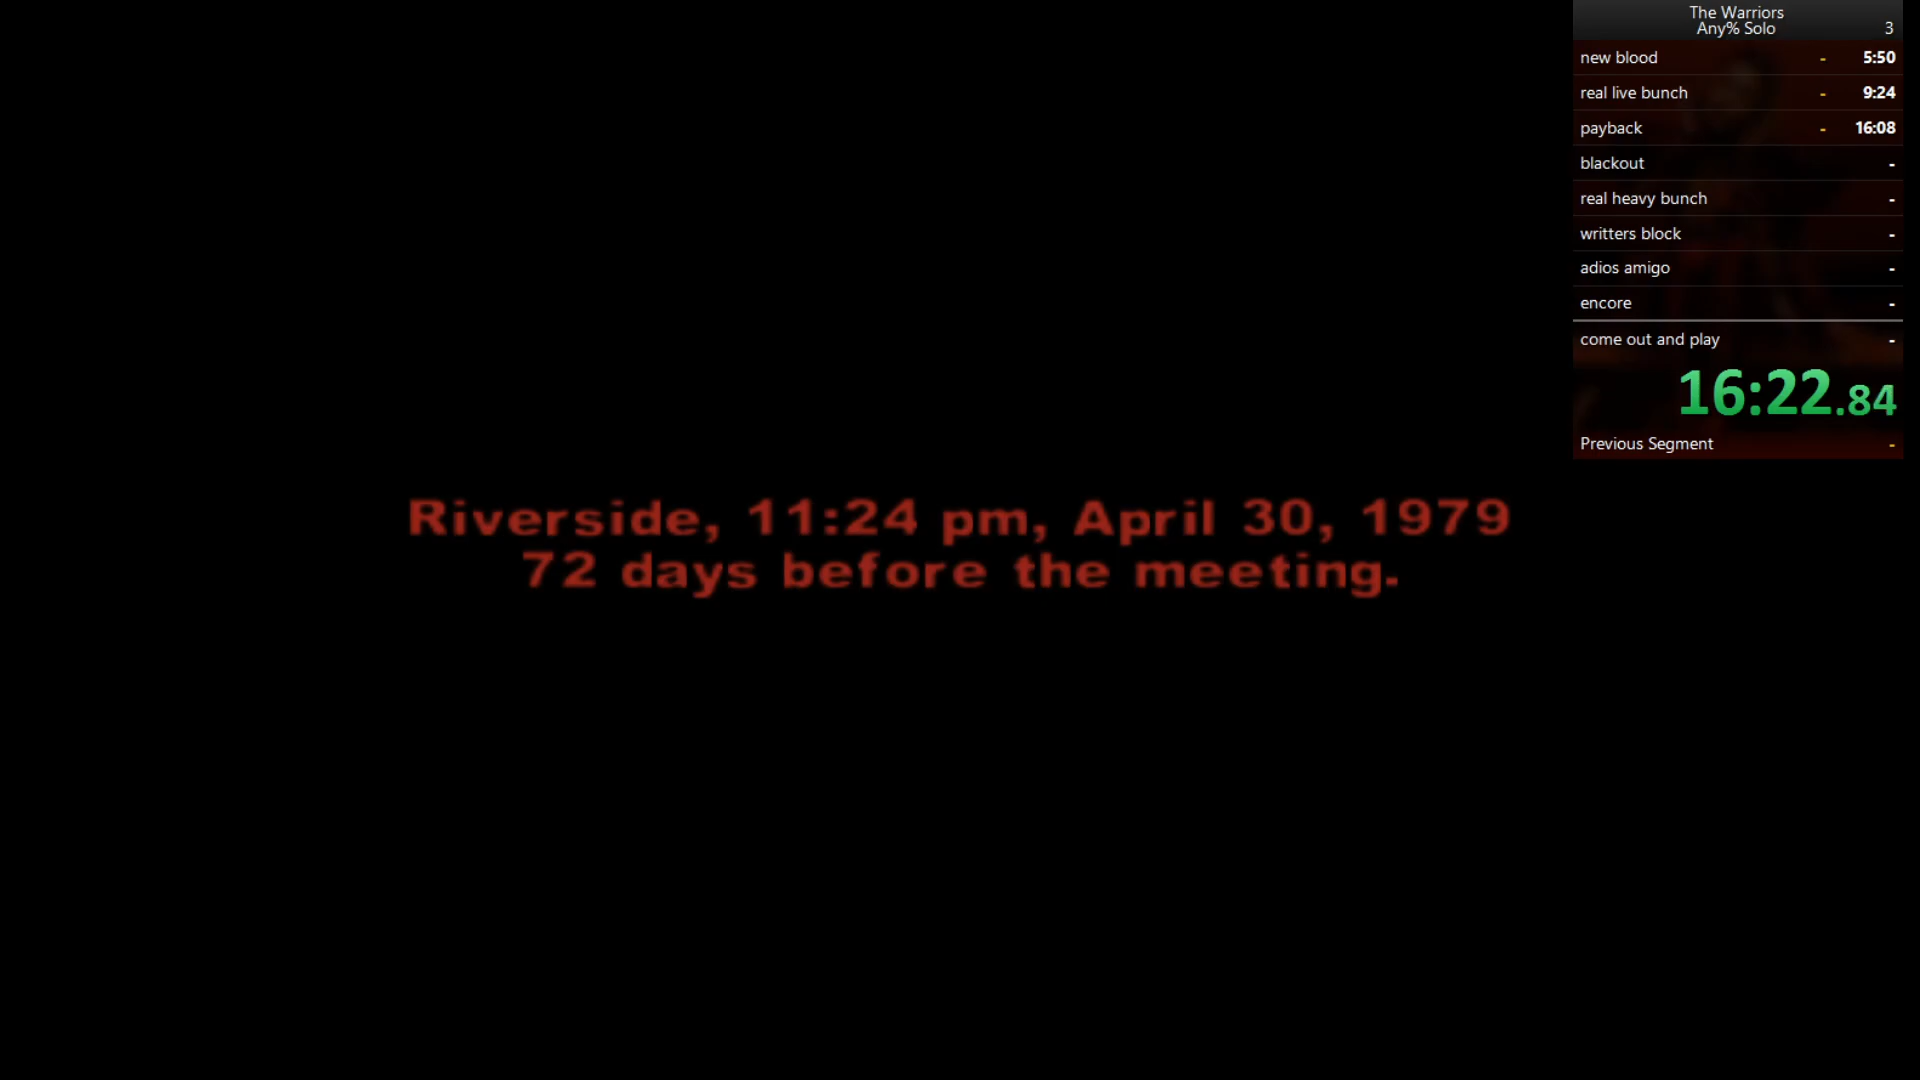 The Warriors
Any% Solo 3
new blood - 5:50
real live bunch - 9:24
payback - 16:08
blackout -
real heavy bunch -
writters block -
adios amigo -
encore -
come out and play -
16:22.84
Previous Segment -
Riverside, 11:24 pm, April 30, 1979
72 days before the meeting.